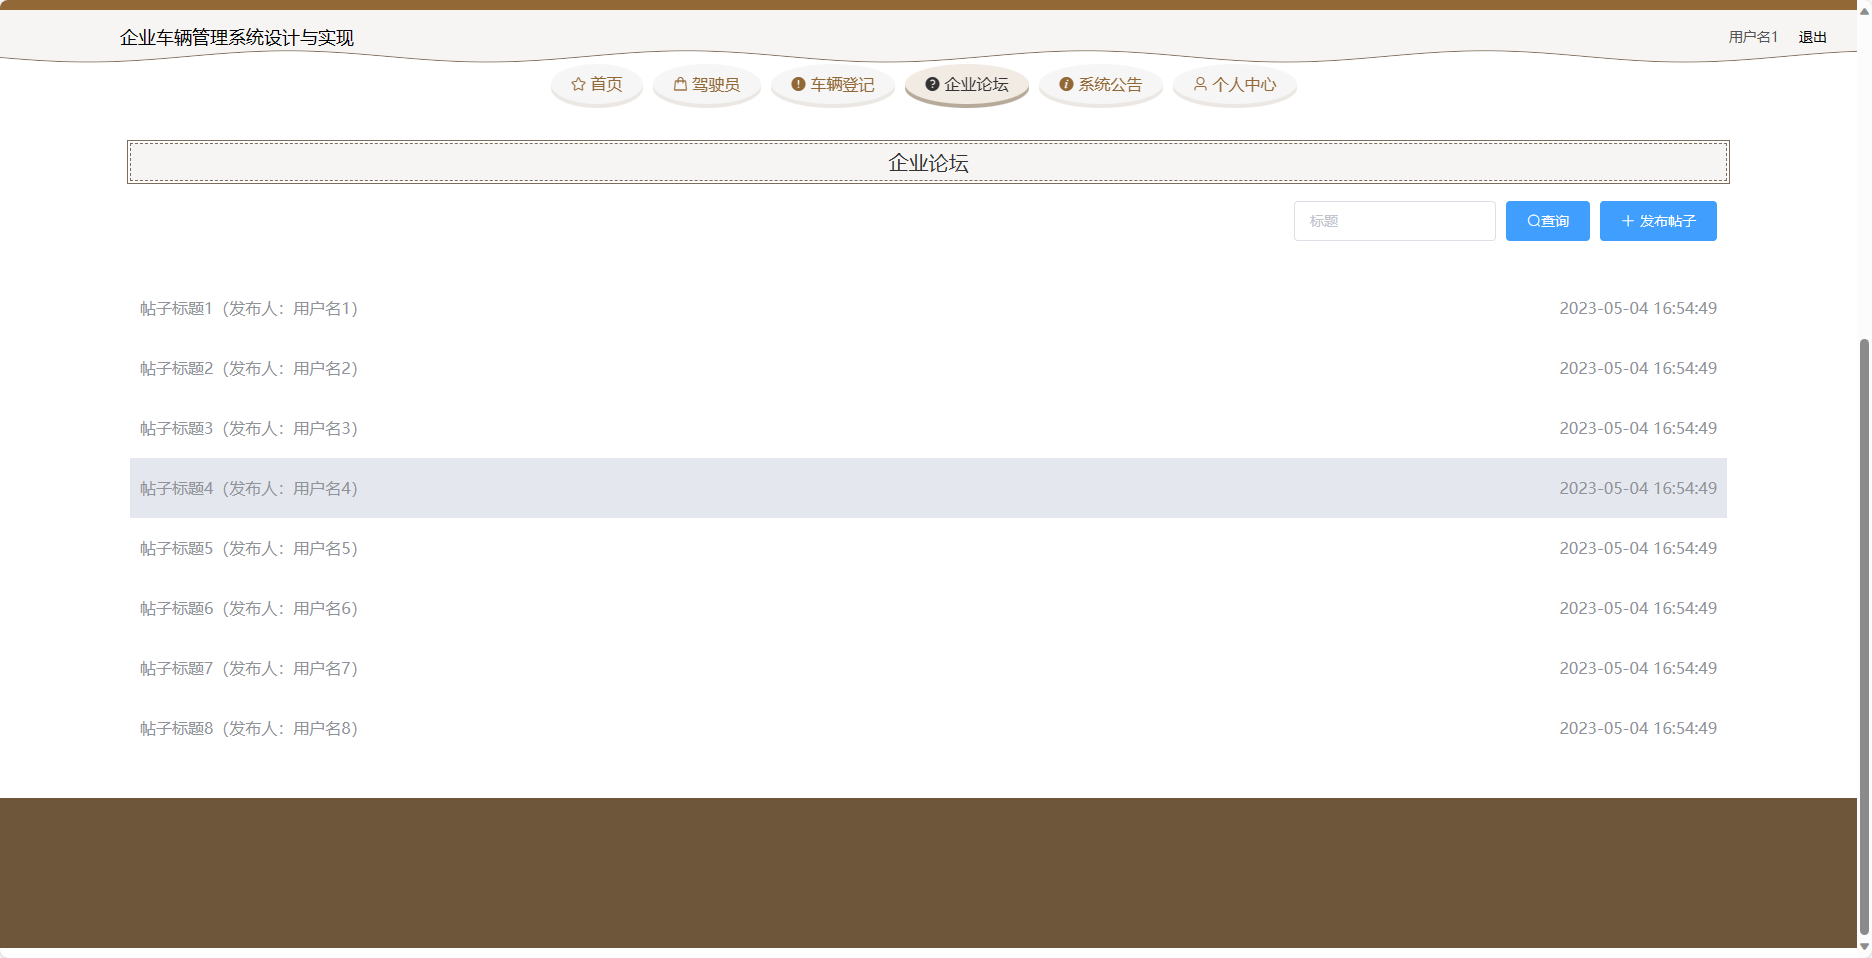 企业车辆管理系统设计与实现
用户名1 退出
首页 驾驶员 车辆登记 企业论坛 系统公告 个人中心
企业论坛
标题 查询 发布帖子
帖子标题1（发布人：用户名1） 2023-05-04 16:54:49
帖子标题2（发布人：用户名2） 2023-05-04 16:54:49
帖子标题3（发布人：用户名3） 2023-05-04 16:54:49
帖子标题4（发布人：用户名4） 2023-05-04 16:54:49
帖子标题5（发布人：用户名5） 2023-05-04 16:54:49
帖子标题6（发布人：用户名6） 2023-05-04 16:54:49
帖子标题7（发布人：用户名7） 2023-05-04 16:54:49
帖子标题8（发布人：用户名8） 2023-05-04 16:54:49